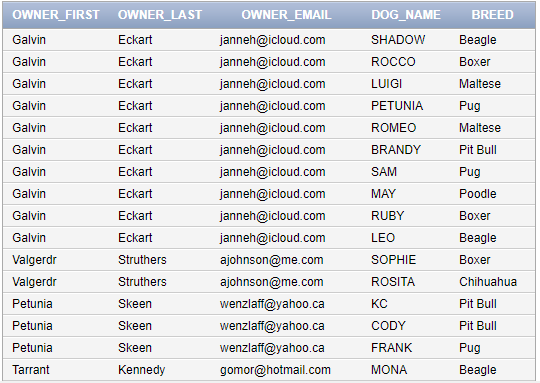 OWNER_FIRST OWNER_LAST OWNER_EMAIL DOG_NAME BREED
Galvin Eckart janneh@icloud.com SHADOW Beagle
Galvin Eckart janneh@icloud.com ROCCO Boxer
Galvin Eckart janneh@icloud.com LUIGI Maltese
Galvin Eckart janneh@icloud.com PETUNIA Pug
Galvin Eckart janneh@icloud.com ROMEO Maltese
Galvin Eckart janneh@icloud.com BRANDY Pit Bull
Galvin Eckart janneh@icloud.com SAM Pug
Galvin Eckart janneh@icloud.com MAY Poodle
Galvin Eckart janneh@icloud.com RUBY Boxer
Galvin Eckart janneh@icloud.com LEO Beagle
Valgerdr Struthers ajohnson@me.com SOPHIE Boxer
Valgerdr Struthers ajohnson@me.com ROSITA Chihuahua
Petunia Skeen wenzlaff@yahoo.ca KC Pit Bull
Petunia Skeen wenzlaff@yahoo.ca CODY Pit Bull
Petunia Skeen wenzlaff@yahoo.ca FRANK Pug
Tarrant Kennedy gomor@hotmail.com MONA Beagle